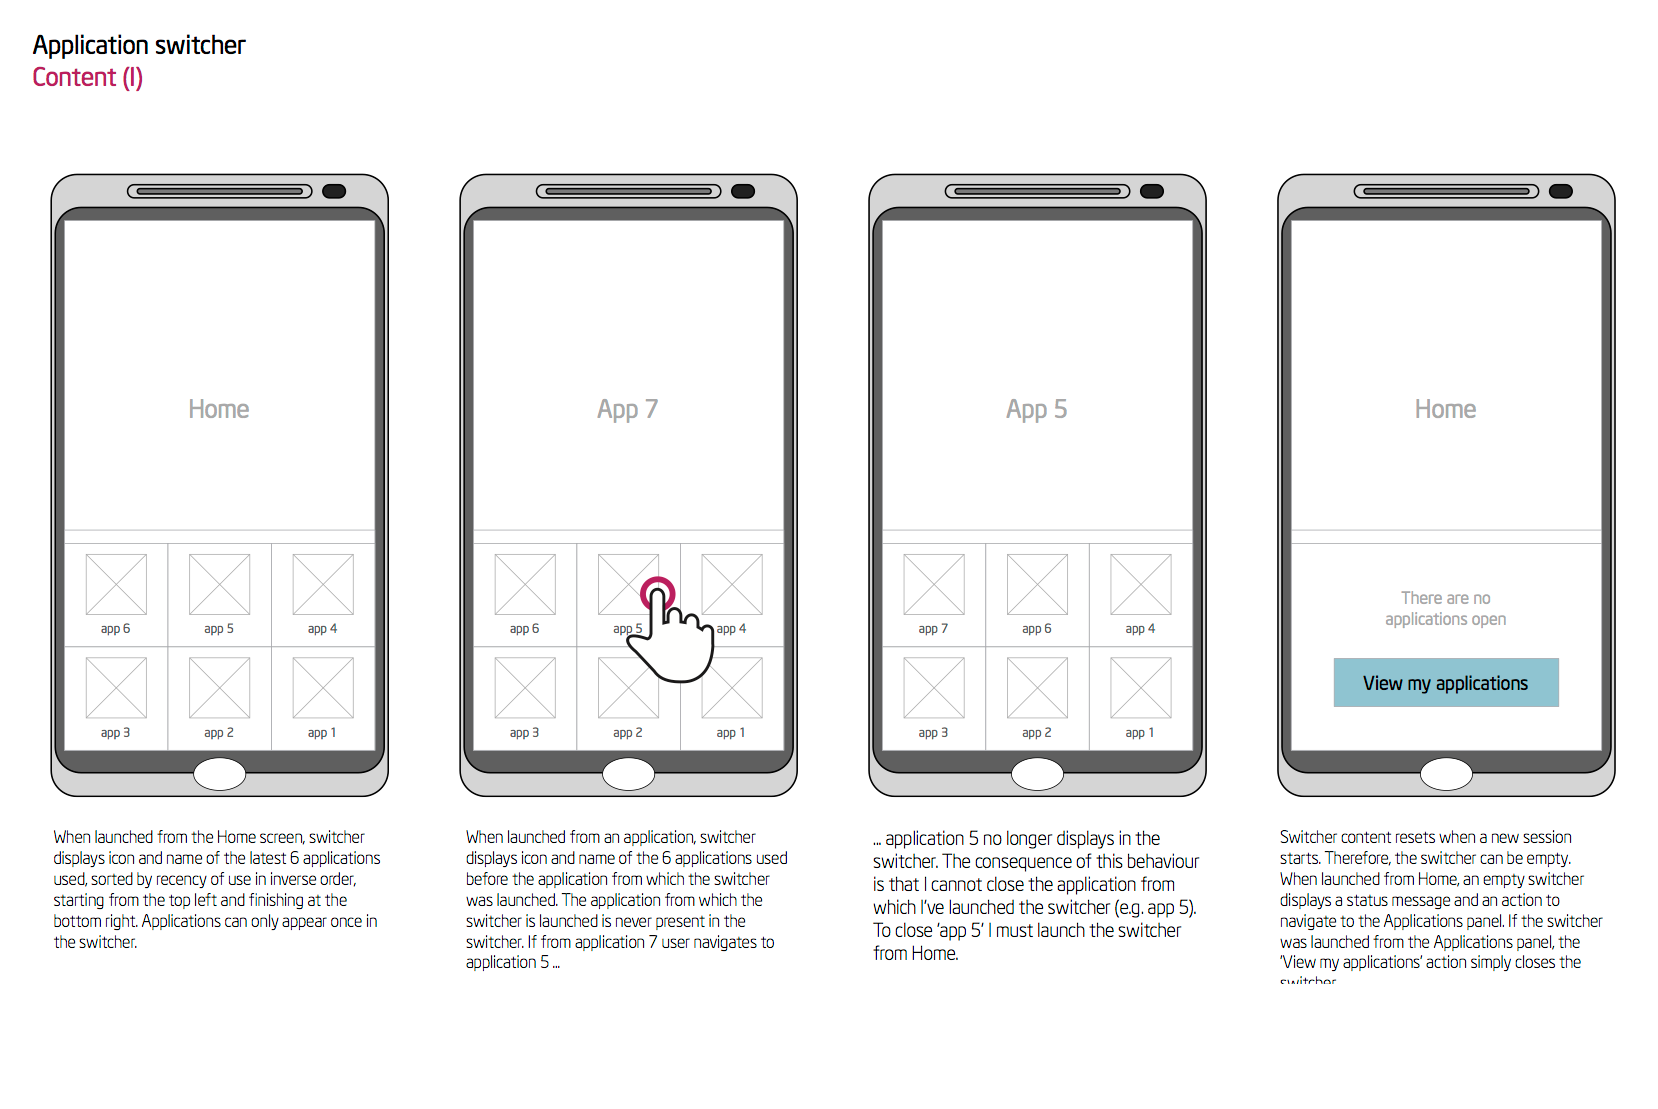 Application switcher
Content (I)
Home
app 6
app 5
app 4
app 3
app 2
app 1
When launched from the Home screen, switcher
displays icon and name of the latest 6 applications
used, sorted by recency of use in inverse order,
starting from the top left and finishing at the
bottom right. Applications can only appear once in
the switcher.
App 7
app 6
app 5
app 4
app 3
app 2
app 1
When launched from an application, switcher
displays icon and name of the 6 applications used
before the application from which the switcher
was launched. The application from which the
switcher is launched is never present in the
switcher. If from application 7 user navigates to
application 5 ...
App 5
app 7
app 6
app 4
app 3
app 2
app 1
... application 5 no longer displays in the
switcher. The consequence of this behaviour
is that I cannot close the application from
which I've launched the switcher (e.g. app 5).
To close 'app 5' I must launch the switcher
from Home.
Home
There are no
applications open
View my applications
Switcher content resets when a new session
starts. Therefore, the switcher can be empty.
When launched from Home, an empty switcher
displays a status message and an action to
navigate to the Applications panel. If the switcher
was launched from the Applications panel, the
'View my applications' action simply closes the
switcher